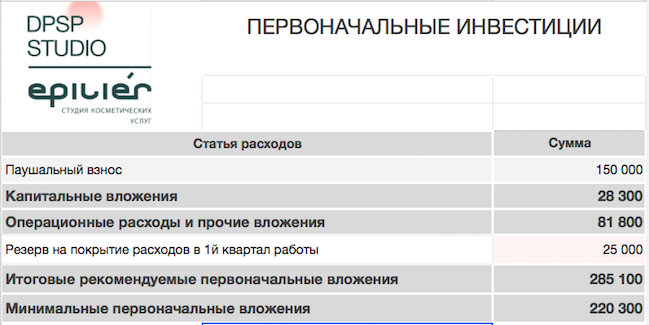 DPSP
STUDIO
ПЕРВОНАЧАЛЬНЫЕ ИНВЕСТИЦИИ
epiliér
СТУДИЯ КОСМЕТИЧЕСКИХ
УСЛУГ
Статья расходов Сумма
Паушальный взнос 150 000
Капитальные вложения 28 300
Операционные расходы и прочие вложения 81 800
Резерв на покрытие расходов в 1й квартал работы 25 000
Итоговые рекомендуемые первоначальные вложения 285 100
Минимальные первоначальные вложения 220 300